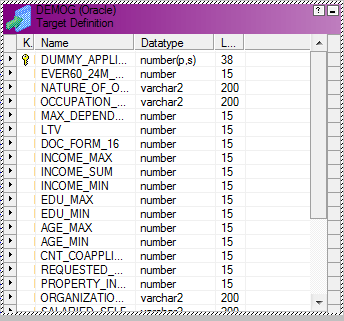 DEMOG (Oracle)
Target Definition
K. Name Datatype L...
DUMMY_APPLI... number(p,s) 38
EVER60_24M_... number 15
NATURE_OF_O... varchar2 200
OCCUPATION_... varchar2 200
MAX_DEPEND... number 15
LTV number 15
DOC_FORM_16 number 15
INCOME_MAX number 15
INCOME_SUM number 15
INCOME_MIN number 15
EDU_MAX number 15
EDU_MIN number 15
AGE_MAX number 15
AGE_MIN number 15
CNT_COAPPLI... number 15
REQUESTED_... number 15
PROPERTY_IN... number 15
ORGANIZATIO... varchar2 200
SALARIED_SELF varchar2 200